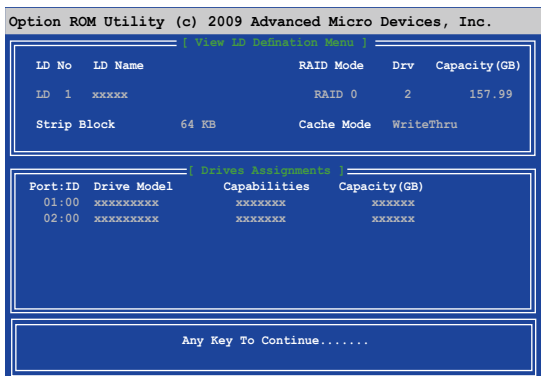 Option ROM Utility (c) 2009 Advanced Micro Devices, Inc.
[ View LD Defination Menu ]
LD No LD Name RAID Mode Drv Capacity(GB)
LD 1 xxxxx RAID 0 2 157.99
Strip Block 64 KB Cache Mode WriteThru
[ Drives Assignments ]
Port:ID Drive Model Capabilities Capacity(GB)
01:00 xxxxxxxxx xxxxxxx xxxxxx
02:00 xxxxxxxxx xxxxxxx xxxxxx
Any Key To Continue.......